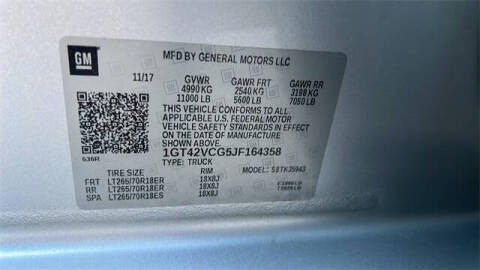 GM
MFD BY GENERAL MOTORS LLC
11/17 GVWR GAWR FRT GAWR RR
4990 KG 2540 KG 3198 KG
11000 LB 5600 LB 7050 LB
THIS VEHICLE CONFORMS TO ALL
APPLICABLE U.S. FEDERAL MOTOR
VEHICLE SAFETY STANDARDS IN EFFECT
ON THE DATE OF MANUFACTURE
SHOWN ABOVE.
1GT42VCG5JF164358
636R
TYPE: TRUCK MODEL: 58TK35943
TIRE SIZE RIM
FRT LT265/70R18ER 18X8J
RR LT265/70R18ER 18X8J
SPA LT265/70R18ES 18X8J